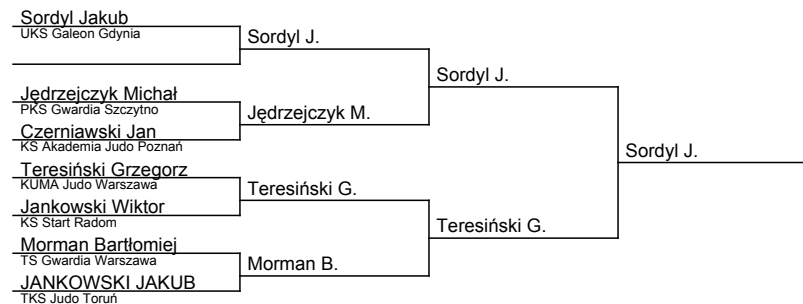 Sordyl Jakub
UKS Galeon Gdynia
Sordyl J.
Sordyl J.
Jędrzejczyk Michał
PKS Gwardia Szczytno
Jędrzejczyk M.
Czerniawski Jan
KS Akademia Judo Poznań
Sordyl J.
Teresiński Grzegorz
KUMA Judo Warszawa
Teresiński G.
Jankowski Wiktor
KS Start Radom
Teresiński G.
Morman Bartłomiej
TS Gwardia Warszawa
Morman B.
JANKOWSKI JAKUB
TKS Judo Toruń